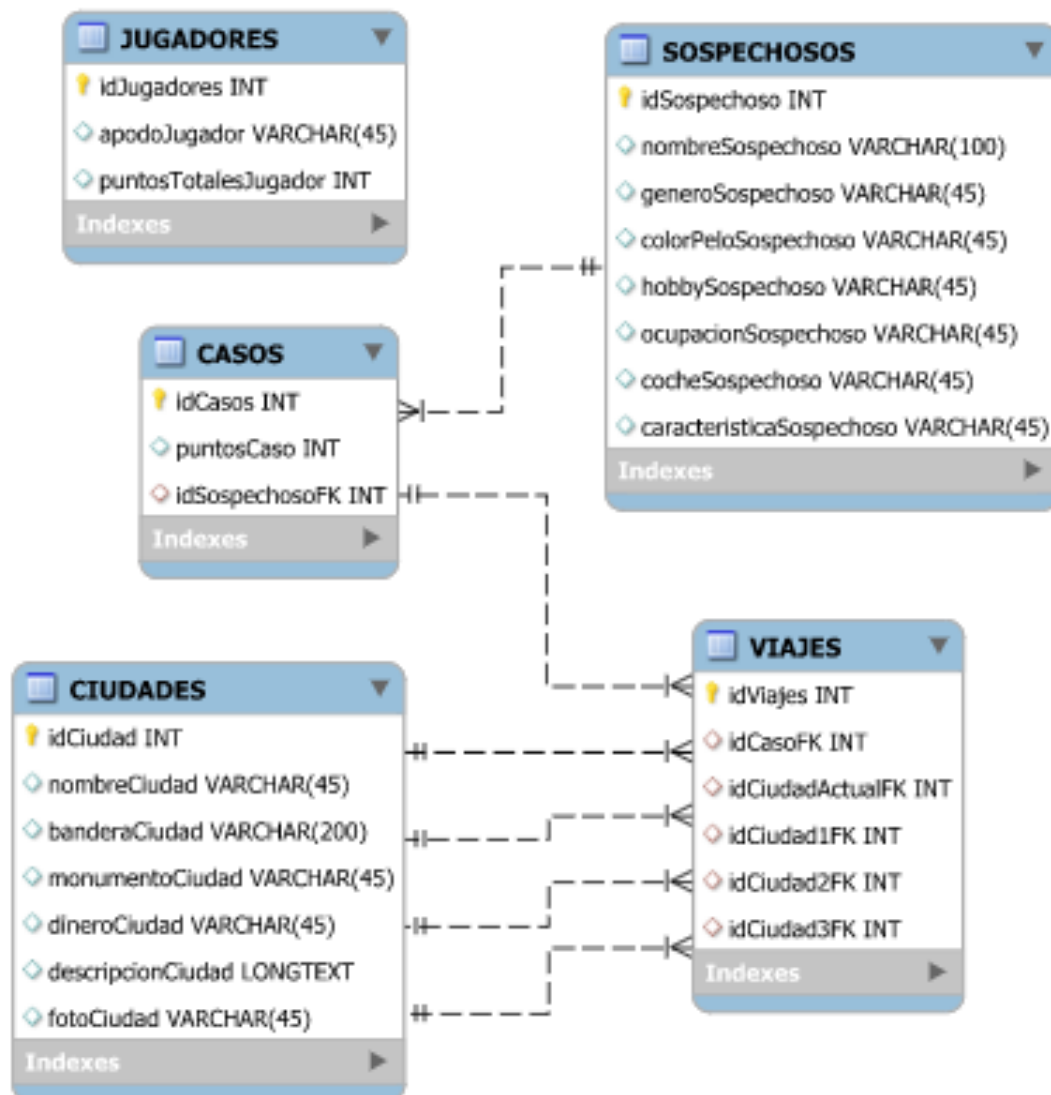 JUGADORES
idJugadores INT
apodoJugador VARCHAR(45)
puntosTotalesJugador INT
Indexes
SOSPECHOSOS
idSospechoso INT
nombreSospechoso VARCHAR(100)
generoSospechoso VARCHAR(45)
colorPeloSospechoso VARCHAR(45)
hobbySospechoso VARCHAR(45)
ocupacionSospechoso VARCHAR(45)
cocheSospechoso VARCHAR(45)
caracteristicaSospechoso VARCHAR(45)
Indexes
CASOS
idCasos INT
puntosCaso INT
idSospechosoFK INT
Indexes
CIUDADES
idCiudad INT
nombreCiudad VARCHAR(45)
banderaCiudad VARCHAR(200)
monumentoCiudad VARCHAR(45)
dineroCiudad VARCHAR(45)
descripcionCiudad LONGTEXT
fotoCiudad VARCHAR(45)
Indexes
VIAJES
idViajes INT
idCasoFK INT
idCiudadActualFK INT
idCiudad1FK INT
idCiudad2FK INT
idCiudad3FK INT
Indexes